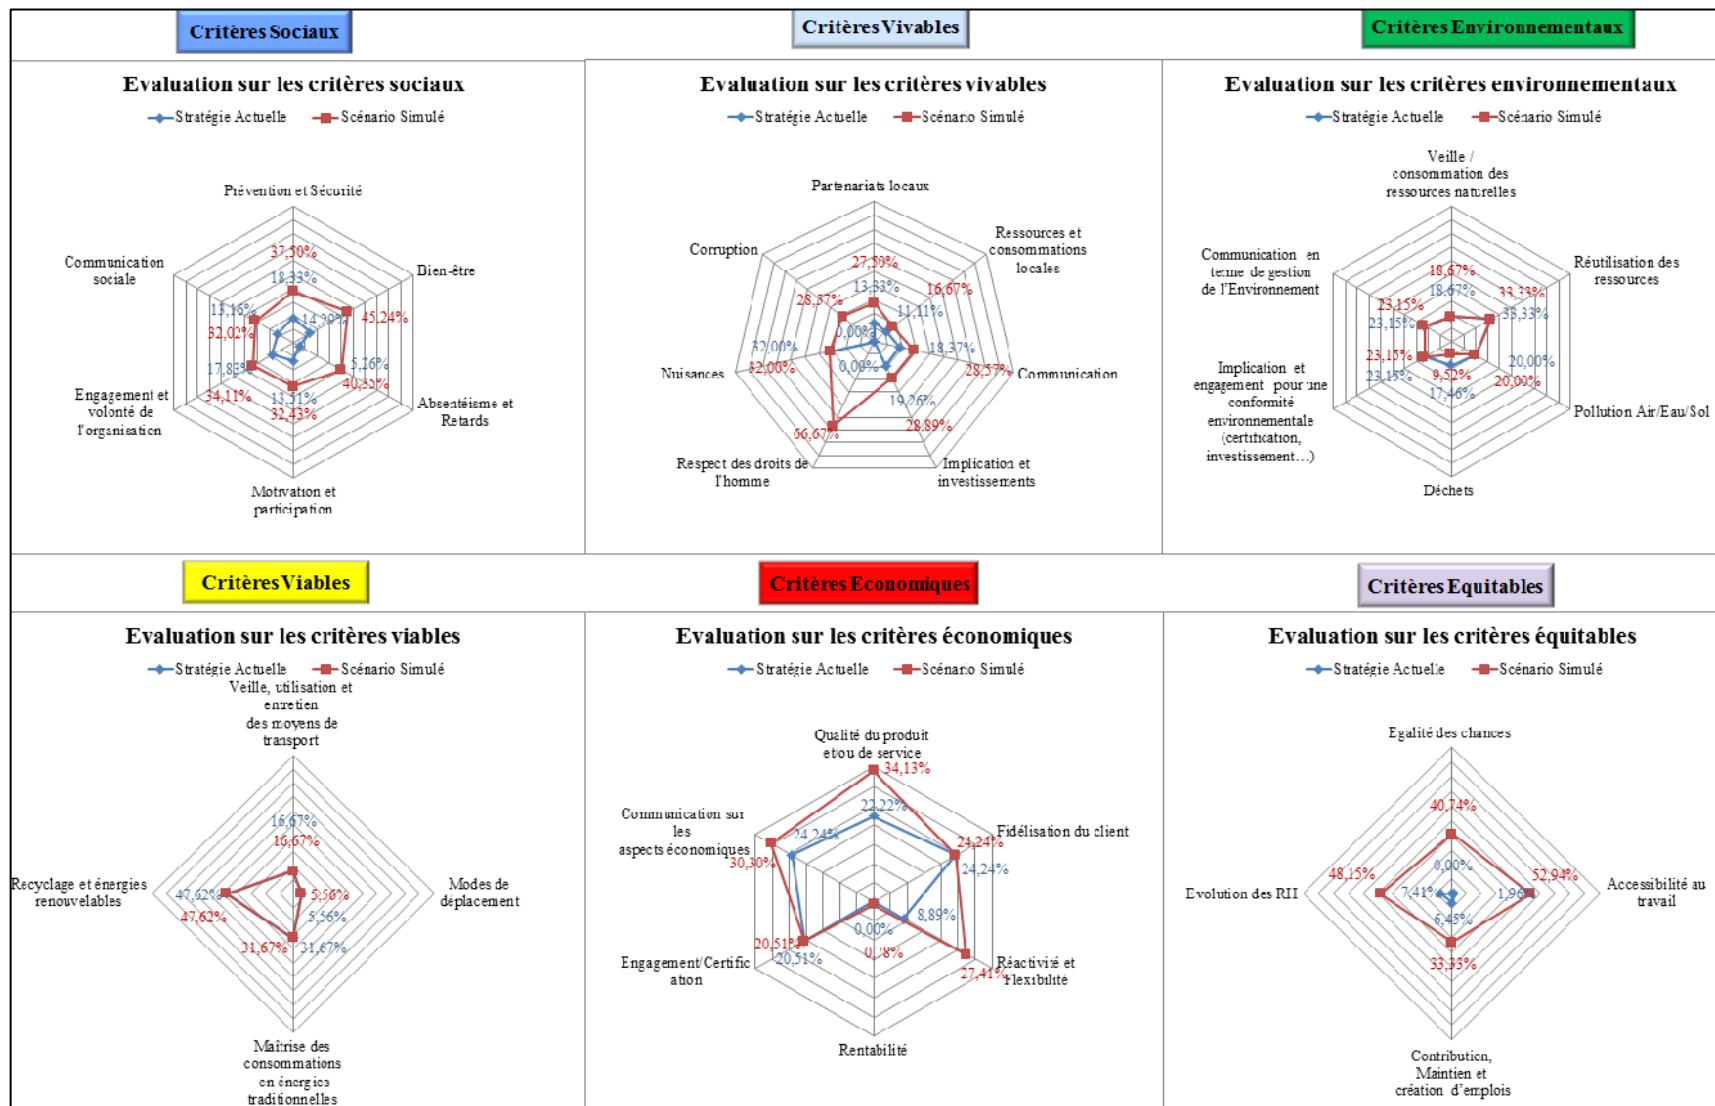 Critères Sociaux
Critères Vivables
Critères Environnementaux
Evaluation sur les critères sociaux
Stratégie Actuelle
Scénario Simulé
Prévention et Sécurité
Communication
sociale
Bien-être
37,50%
18,33%
13,16%
14,29%
45,24%
32,02%
5,26%
17,83%
34,11%
13,51%
32,43%
Engagement et
volonté de
l'organisation
Absentéisme et
Retards
Motivation et
participation
Evaluation sur les critères vivables
Stratégie Actuelle
Scénario Simulé
Partenariats locaux
Corruption
Ressources et
consommations
locales
27,50%
13,33%
16,67%
28,57%
11,11%
0,00%
32,00%
18,37%
32,00%
0,00%
28,57%
Nuisances
Communication
19,26%
28,89%
66,67%
Respect des droits de
l'homme
Implication et
investissements
Evaluation sur les critères environnementaux
Stratégie Actuelle
Scénario Simulé
Veille /
consommation des
ressources naturelles
Communication en
terme de gestion
de l'Environnement
Réutilisation des
ressources
18,67%
18,67%
33,33%
23,15%
33,33%
23,15%
23,15%
20,00%
23,15%
9,52%
20,00%
17,46%
Implication et
engagement pour une
conformité
environnementale
(certification,
investissement…)
Pollution Air/Eau/Sol
Déchets
Critères Viables
Critères Economiques
Critères Equitables
Evaluation sur les critères viables
Stratégie Actuelle
Scénario Simulé
Veille, utilisation et
entretien
des moyens de
transport
16,67%
16,67%
Recyclage et énergies
renouvelables
47,62%
47,62%
5,56%
5,56%
Modes de
déplacement
31,67%
31,67%
Maîtrise des
consommations
en énergies
traditionnelles
Evaluation sur les critères économiques
Stratégie Actuelle
Scénario Simulé
Qualité du produit
et/ou de service
34,13%
22,22%
Communication sur
les
aspects économiques
24,24%
30,30%
Fidélisation du client
24,24%
24,24%
8,89%
0,00%
0,78%
20,51%
20,51%
27,41%
Engagement/Certific
ation
Réactivité et
Flexibilité
Rentabilité
Evaluation sur les critères équitables
Stratégie Actuelle
Scénario Simulé
Egalité des chances
40,74%
0,00%
48,15%
52,94%
Evolution des RH
7,41%
1,96%
Accessibilité au
travail
6,45%
33,33%
Contribution,
Maintien et
création d'emplois